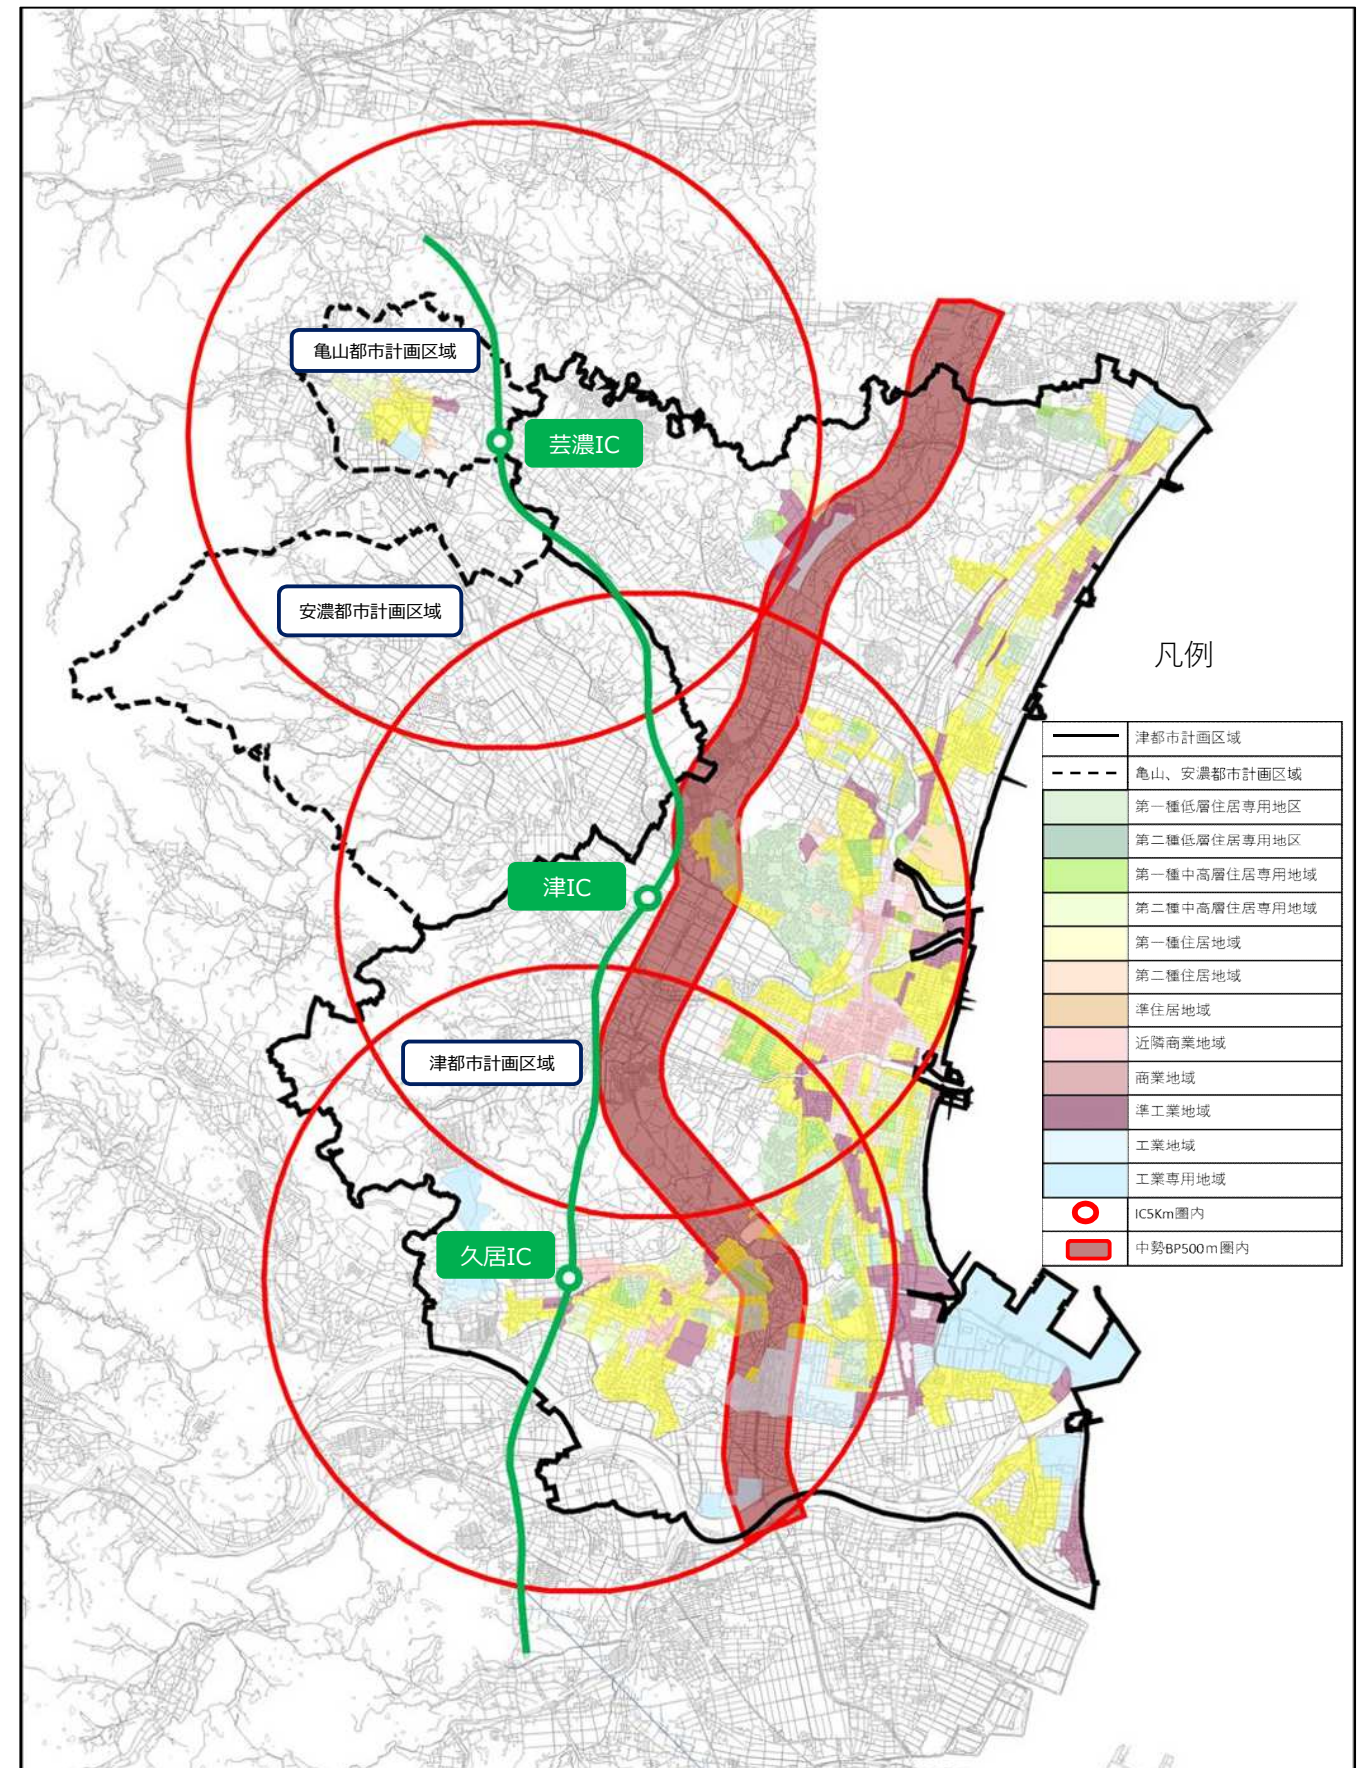 亀山都市計画区域
芸濃IC
安濃都市計画区域
津IC
津都市計画区域
久居IC
凡例
津都市計画区域
亀山、安濃都市計画区域
第一種低層住居専用地区
第二種低層住居専用地区
第一種中高層住居専用地域
第二種中高層住居専用地域
第一種住居地域
第二種住居地域
準住居地域
近隣商業地域
商業地域
準工業地域
工業地域
工業専用地域
IC5Km圏内
中勢BP500m圏内